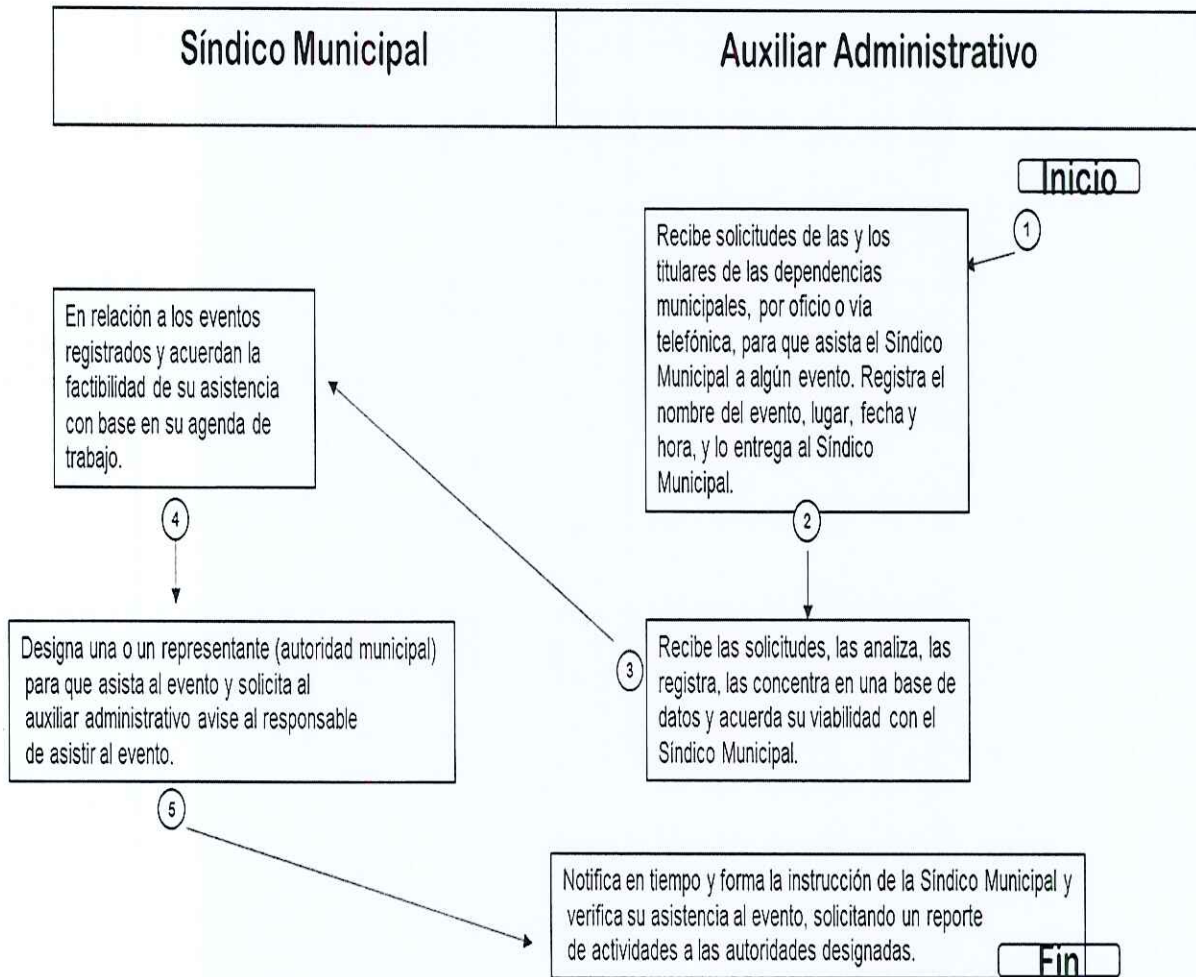 Síndico Municipal
Auxiliar Administrativo
Inicio
1
Recibe solicitudes de las y los
titulares de las dependencias
municipales, por oficio o vía
telefónica, para que asista el Síndico
Municipal a algún evento. Registra el
nombre del evento, lugar, fecha y
hora, y lo entrega al Síndico
Municipal.
2
Recibe las solicitudes, las analiza, las
registra, las concentra en una base de
datos y acuerda su viabilidad con el
Síndico Municipal.
3
En relación a los eventos
registrados y acuerdan la
factibilidad de su asistencia
con base en su agenda de
trabajo.
4
Designa una o un representante (autoridad municipal)
para que asista al evento y solicita al
auxiliar administrativo avise al responsable
de asistir al evento.
5
Notifica en tiempo y forma la instrucción de la Síndico Municipal y
verifica su asistencia al evento, solicitando un reporte
de actividades a las autoridades designadas.
Fin